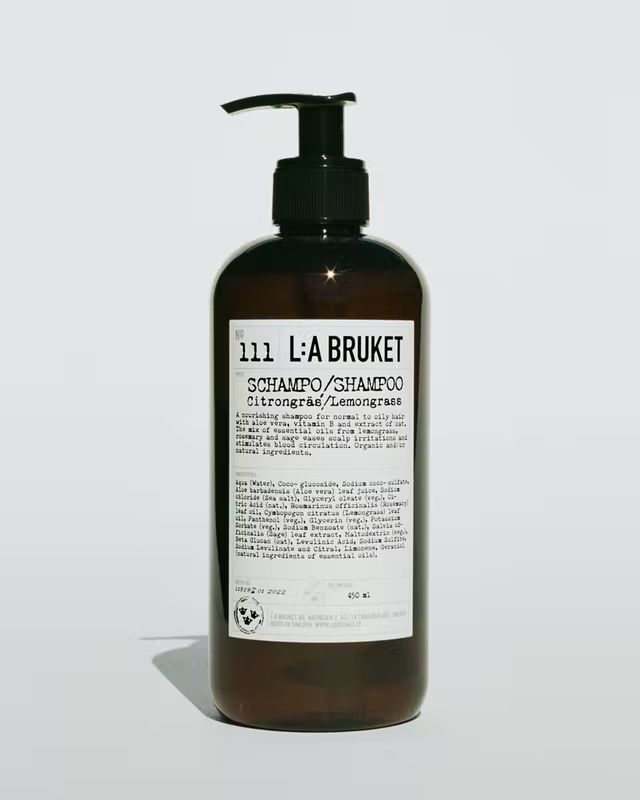 Nº
111 L:A BRUKET
SCHAMPO/SHAMPOO
Citrongräs/Lemongrass
A nourishing shampoo for normal to oily hair
with aloe vera, vitamin B and extract of oat.
The mix of essential oils from lemongrass,
rosemary and sage eases scalp irritations and
stimulates blood circulation. Organic and/or
natural ingredients.
Aqua (Water), Coco- glucoside, Sodium coco-sulfate,
Aloe barbadensis (Aloe vera) leaf juice, Sodium
chloride (Sea salt), Glyceryl oleate (veg.), Ci-
tric Acid (nat.), Rosmarinus officinalis (Rosemary)
leaf oil, Cymbopogon citratus (Lemongrass) leaf
oil, Panthenol (veg.), Glycerin (veg.), Potassium
Sorbate (veg.), Sodium Benzoate (nat.), Salvia of-
ficinalis (Sage) leaf extract, Maltodextrin (veg.),
Beta Glucan (oat), Levulinic Acid, Sodium Sulfite,
Sodium Levulinate and Citral, Limonene, Geraniol
(natural ingredients of essential oils).
01 2022
450 ml
L:A BRUKET AB,
MADE IN SWEDEN. WWW.LABRUKET.SE